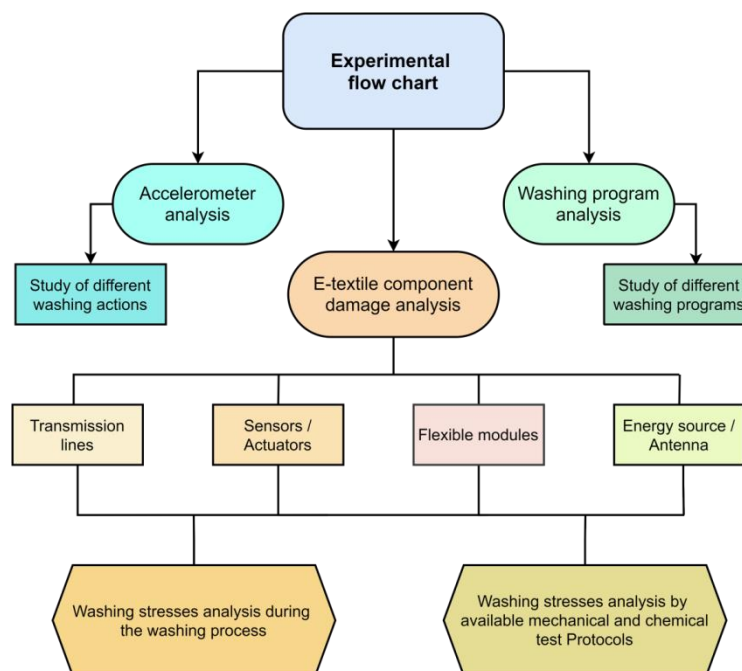 Experimental
flow chart
Accelerometer
analysis
Washing program
analysis
Study of different
washing actions
E-textile component
damage analysis
Study of different
washing programs
Transmission
lines
Sensors /
Actuators
Flexible modules
Energy source /
Antenna
Washing stresses analysis during
the washing process
Washing stresses analysis by
available mechanical and chemical
test Protocols